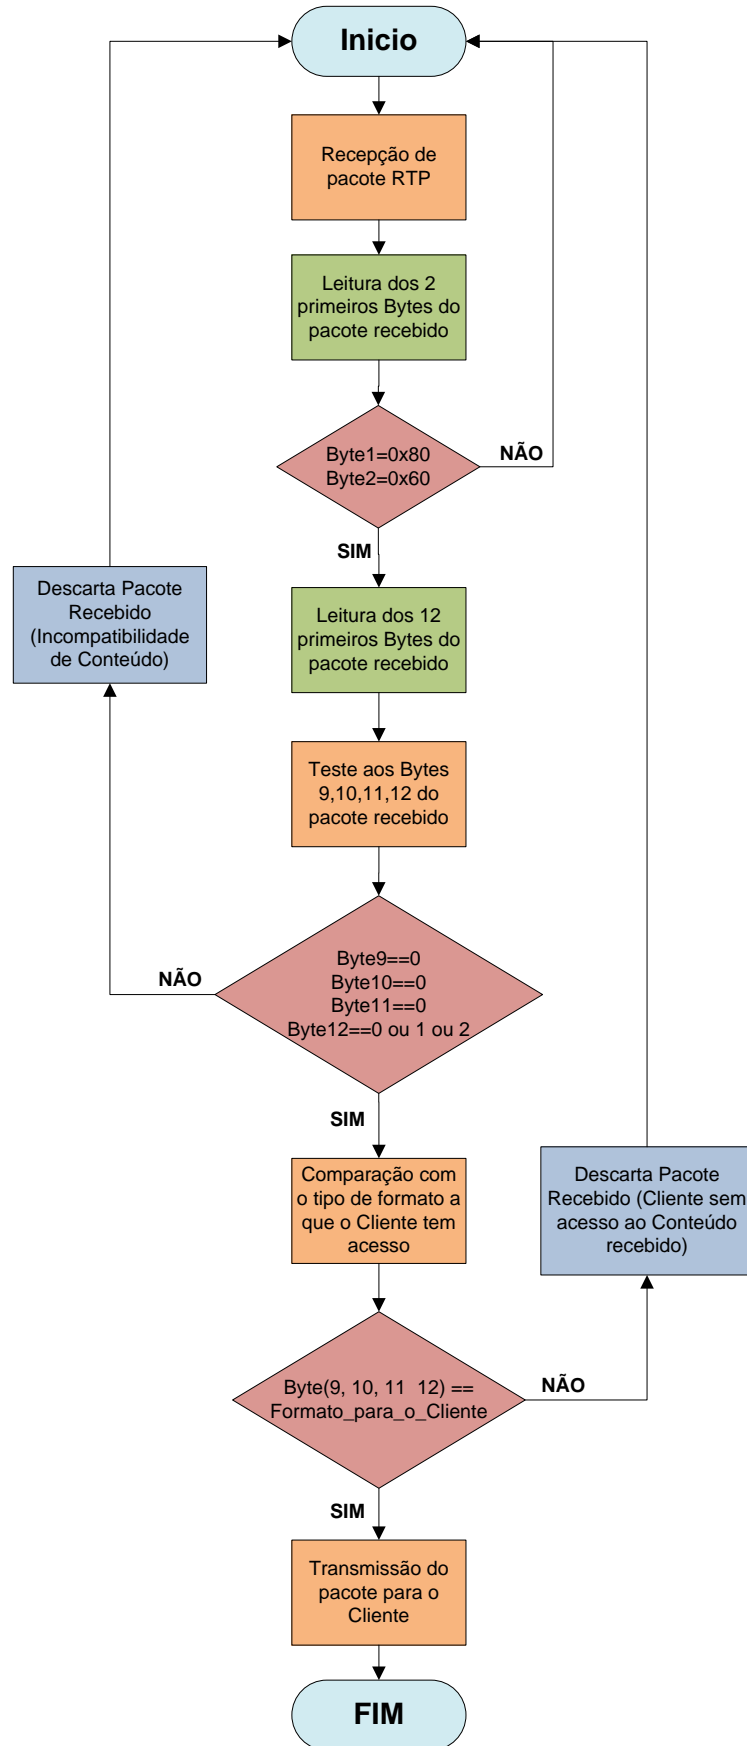 Inicio
Recepção de
pacote RTP
Leitura dos 2
primeiros Bytes do
pacote recebido
Byte1=0x80
Byte2=0x60
NÃO
SIM
Descarta Pacote
Recebido
(Incompatibilidade
de Conteúdo)
Leitura dos 12
primeiros Bytes do
pacote recebido
Teste aos Bytes
9,10,11,12 do
pacote recebido
Byte9==0
Byte10==0
Byte11==0
Byte12==0 ou 1 ou 2
NÃO
SIM
Comparação com
o tipo de formato a
que o Cliente tem
acesso
Descarta Pacote
Recebido (Cliente sem
acesso ao Conteúdo
recebido)
Byte(9, 10, 11 12) ==
Formato_para_o_Cliente
NÃO
SIM
Transmissão do
pacote para o
Cliente
FIM